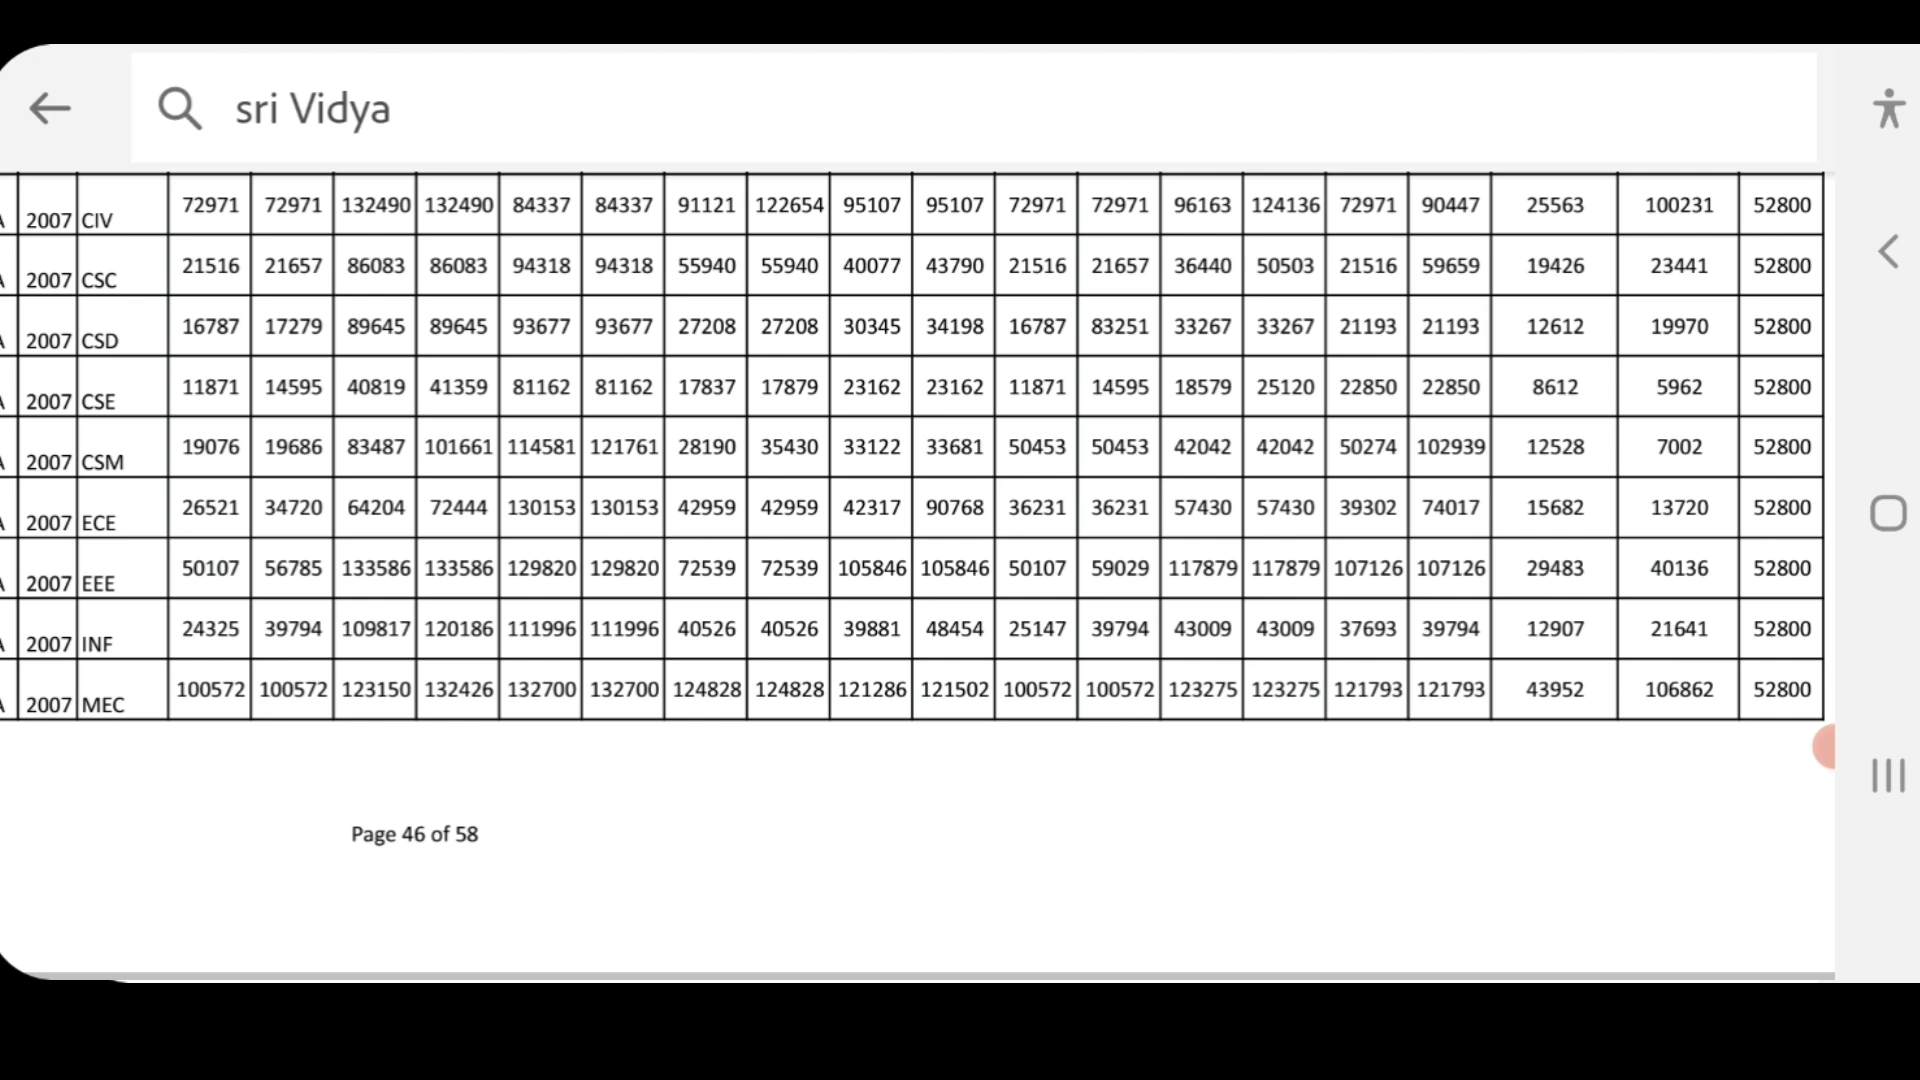 sri Vidya
A 2007 CIV 72971 72971 132490 132490 84337 84337 91121 122654 95107 95107 72971 72971 96163 124136 72971 90447 25563 100231 52800
A 2007 CSC 21516 21657 86083 86083 94318 94318 55940 55940 40077 43790 21516 21657 36440 50503 21516 59659 19426 23441 52800
A 2007 CSD 16787 17279 89645 89645 93677 93677 27208 27208 30345 34198 16787 83251 33267 33267 21193 21193 12612 19970 52800
A 2007 CSE 11871 14595 40819 41359 81162 81162 17837 17879 23162 23162 11871 14595 18579 25120 22850 22850 8612 5962 52800
A 2007 CSM 19076 19686 83487 101661 114581 121761 28190 35430 33122 33681 50453 50453 42042 42042 50274 102939 12528 7002 52800
A 2007 ECE 26521 34720 64204 72444 130153 130153 42959 42959 42317 90768 36231 36231 57430 57430 39302 74017 15682 13720 52800
A 2007 EEE 50107 56785 133586 133586 129820 129820 72539 72539 105846 105846 50107 59029 117879 117879 107126 107126 29483 40136 52800
A 2007 INF 24325 39794 109817 120186 111996 111996 40526 40526 39881 48454 25147 39794 43009 43009 37693 39794 12907 21641 52800
A 2007 MEC 100572 100572 123150 132426 132700 132700 124828 124828 121286 121502 100572 100572 123275 123275 121793 121793 43952 106862 52800
Page 46 of 58